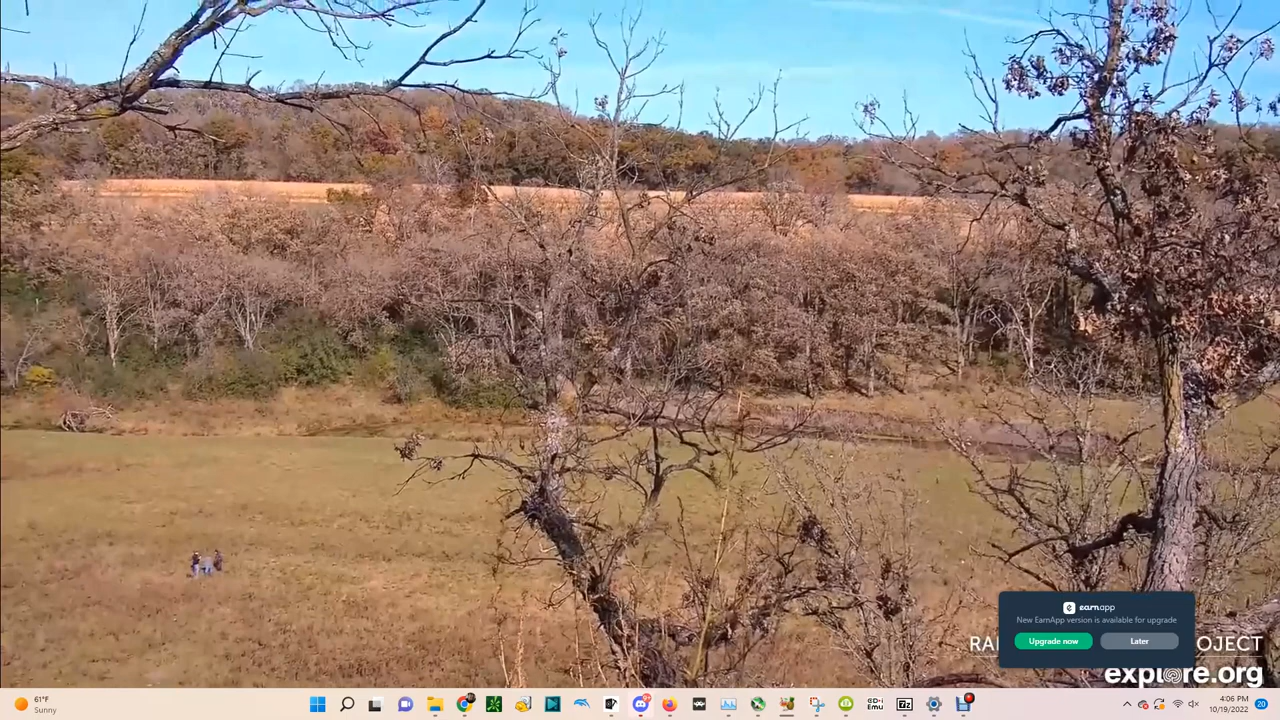 earnapp
New EarnApp version is available for upgrade
Upgrade now
Later
OJECT
explore.org
61°F
Sunny
4:06 PM
10/19/2022
20